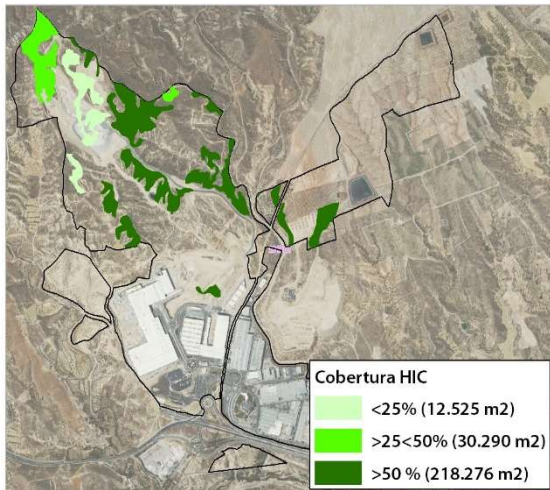 Cobertura HIC
<25% (12.525 m2)
>25<50% (30.290 m2)
>50 % (218.276 m2)